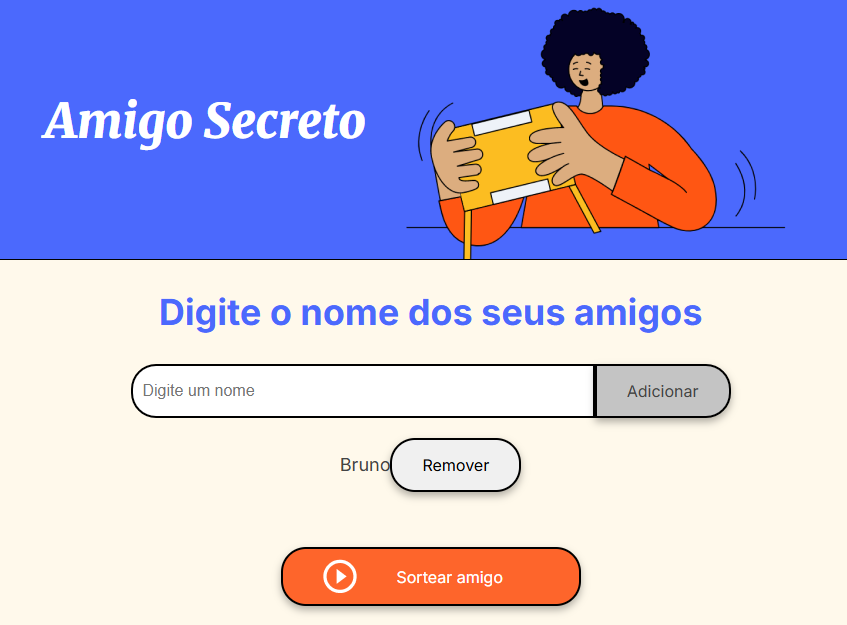 Amigo Secreto
Digite o nome dos seus amigos
Digite um nome
Adicionar
Bruno
Remover
Sortear amigo